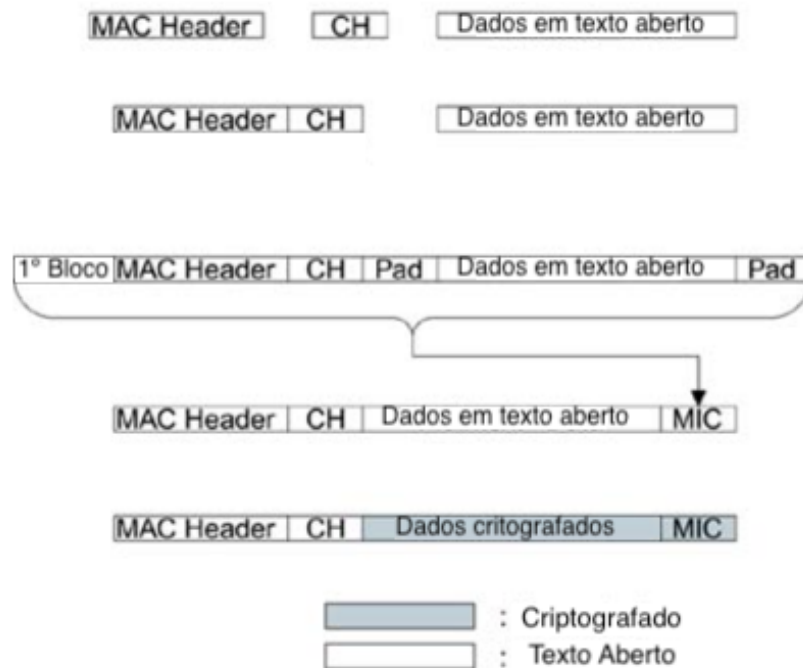 MAC Header CH Dados em texto aberto
MAC Header CH Dados em texto aberto
1° Bloco MAC Header CH Pad Dados em texto aberto Pad
MAC Header CH Dados em texto aberto MIC
MAC Header CH Dados critografados MIC
: Criptografado
: Texto Aberto